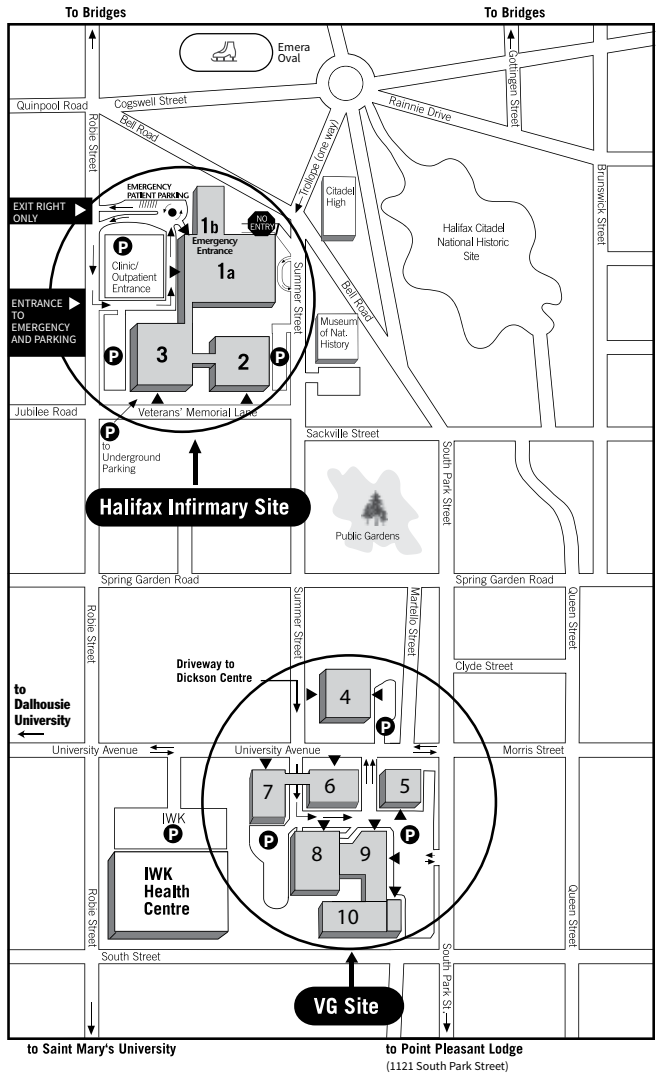 To Bridges
To Bridges
Emera
Oval
Gottingen Street
Quinpool Road
Cogswell Street
Rainnie Drive
Robie Street
Bell Road
Trollope (one way)
Brunswick Street
EMERGENCY
PATIENT PARKING
EXIT RIGHT
ONLY
1b
NO
ENTRY
Citadel
High
Halifax Citadel
National Historic
Site
Emergency
Entrance
P
Clinic/
Outpatient
Entrance
1a
Summer Street
Bell Road
ENTRANCE
TO
EMERGENCY
AND PARKING
Museum
of Nat.
History
P
3
2
P
Jubilee Road
Veterans' Memorial Lane
P
to
Underground
Parking
Sackville Street
South Park Street
Halifax Infirmary Site
Public Gardens
Spring Garden Road
Spring Garden Road
Robie Street
Summer Street
Martello Street
Queen Street
Driveway to
Dickson Centre
Clyde Street
to
Dalhousie
University
4
P
University Avenue
University Avenue
Morris Street
7
6
5
IWK
P
P
P
8
9
IWK
Health
Centre
Robie Street
10
Queen Street
South Street
South Park St.
VG Site
to Saint Mary's University
to Point Pleasant Lodge
(1121 South Park Street)